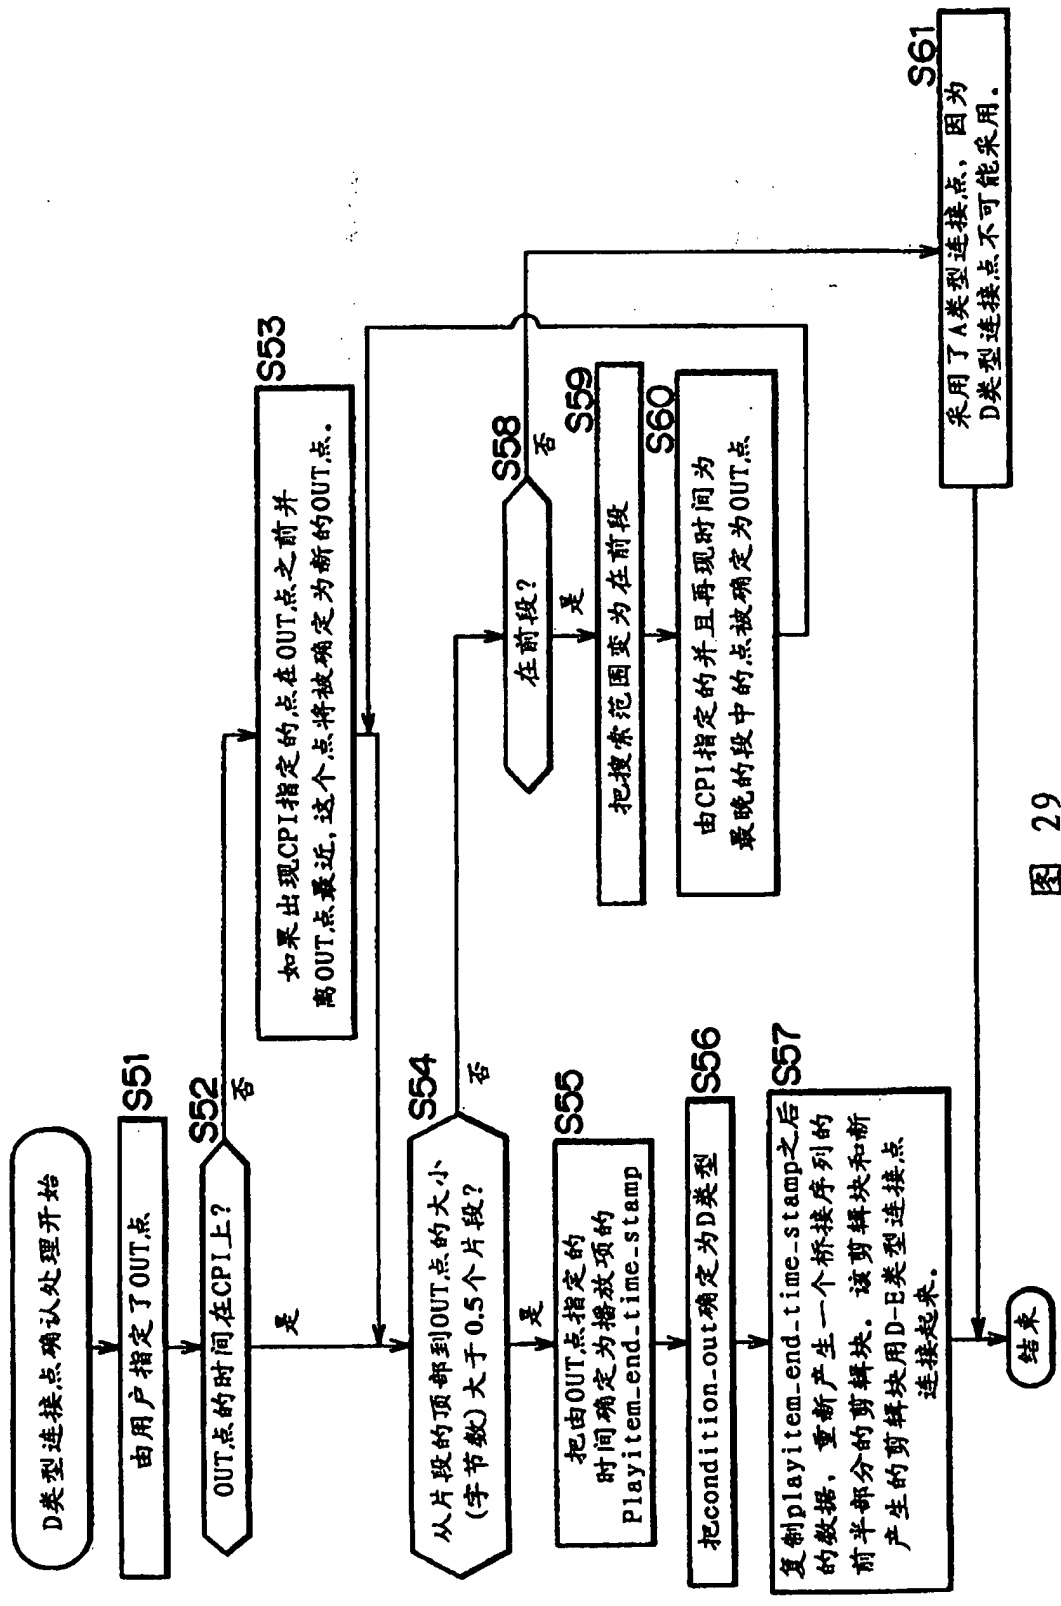 D类型连接点确认处理开始
S51
由用户指定了OUT点
S52
OUT点的时间在CPI上?
否
是
S53
如果出现CPI指定的点在OUT点之前并
离OUT点最近,这个点将被确定为新的OUT点.
S54
从片段的顶部到OUT点的大小
(字节数)大于0.5个片段?
否
是
S55
把由OUT点指定的
时间确定为播放项的
Playitem_end_time_stamp
S56
把condition_out确定为D类型
S57
复制playitem_end_time_stamp之后
的数据,重新产生一个桥接序列的
前半部分的剪辑块.该剪辑块和新
产生的剪辑块用D-E类型连接点
连接起来.
结束
S58
在前段?
否
是
S59
把搜索范围变为在前段
S60
由CPI指定的并且再现时间为
最晚的段中的点被确定为OUT点
S61
采用了A类型连接点,因为
D类型连接点不可能采用.
图 29